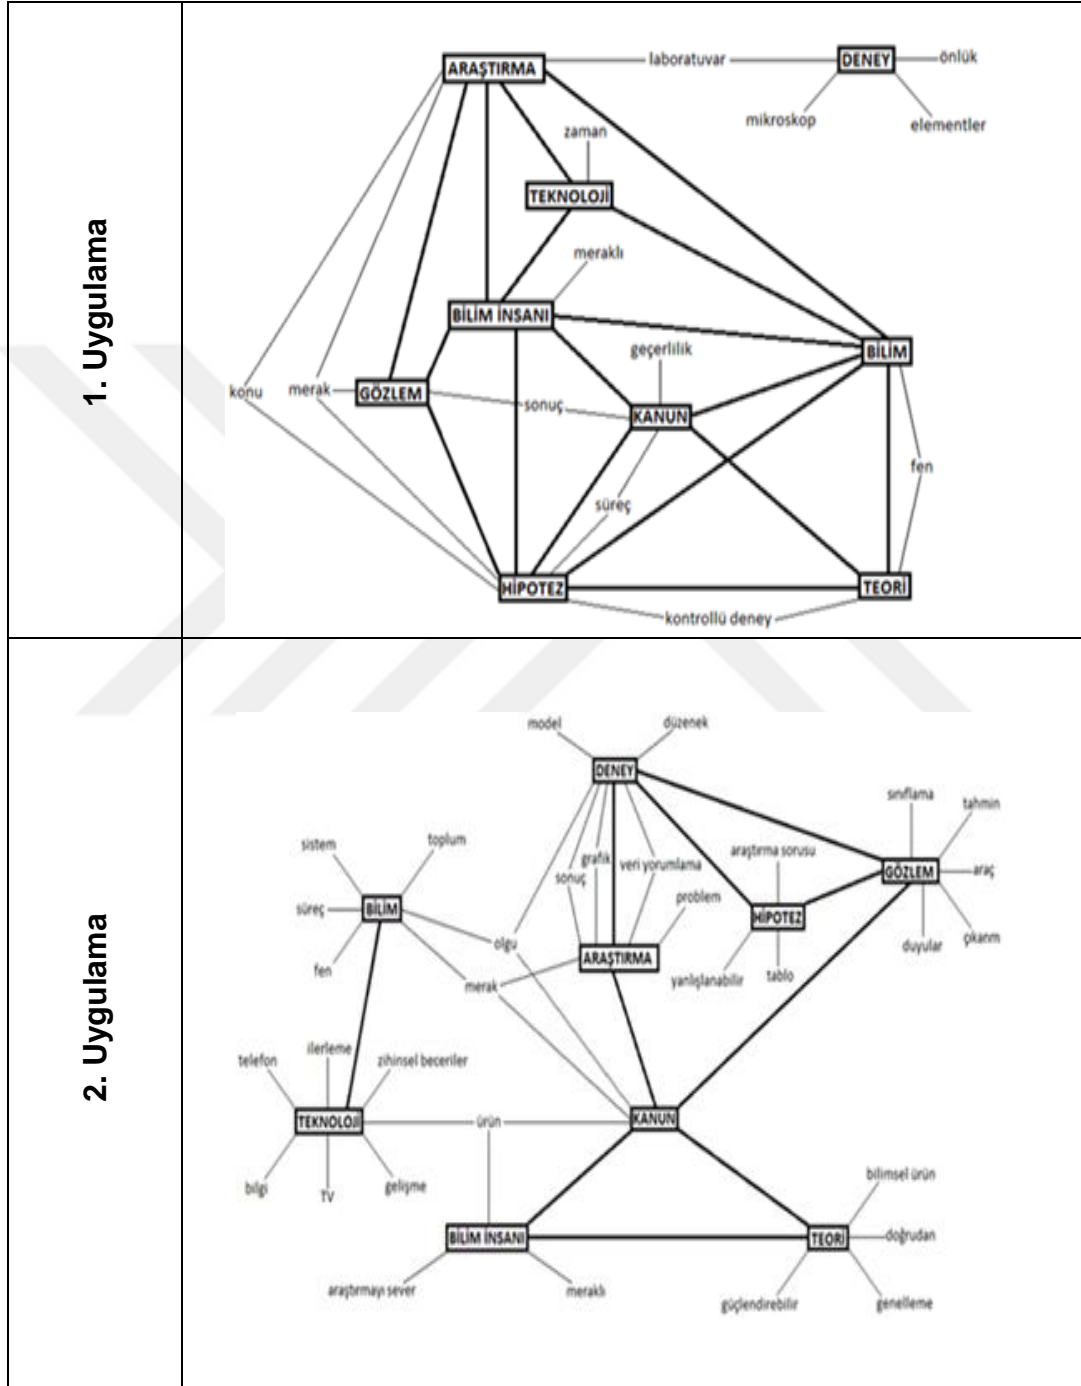 1. Uygulama
ARAŞTIRMA
laboratuvar
DENEY
önlük
mikroskop
elementler
zaman
TEKNOLOJİ
meraklı
BİLİM İNSANI
geçerlilik
BİLİM
konu
merak
GÖZLEM
sonuç
KANUN
fen
süreç
HİPOTEZ
TEORİ
kontrollü deney
2. Uygulama
model
düzenek
DENEY
sınıflama
tahmin
sistem
toplum
grafik
sonuç
veri yorumlama
araştırma sorusu
GÖZLEM
araç
problem
süreç
BİLİM
HİPOTEZ
olgu
duyular
çıkarım
fen
ARAŞTIRMA
merak
yanlışlanabilir
tablo
ilerleme
telefon
zihinsel beceriler
TEKNOLOJİ
ürün
KANUN
bilgi
TV
gelişme
bilimsel ürün
BİLİM İNSANI
TEORİ
doğrudan
araştırmayı sever
meraklı
güçlendirebilir
genelleme